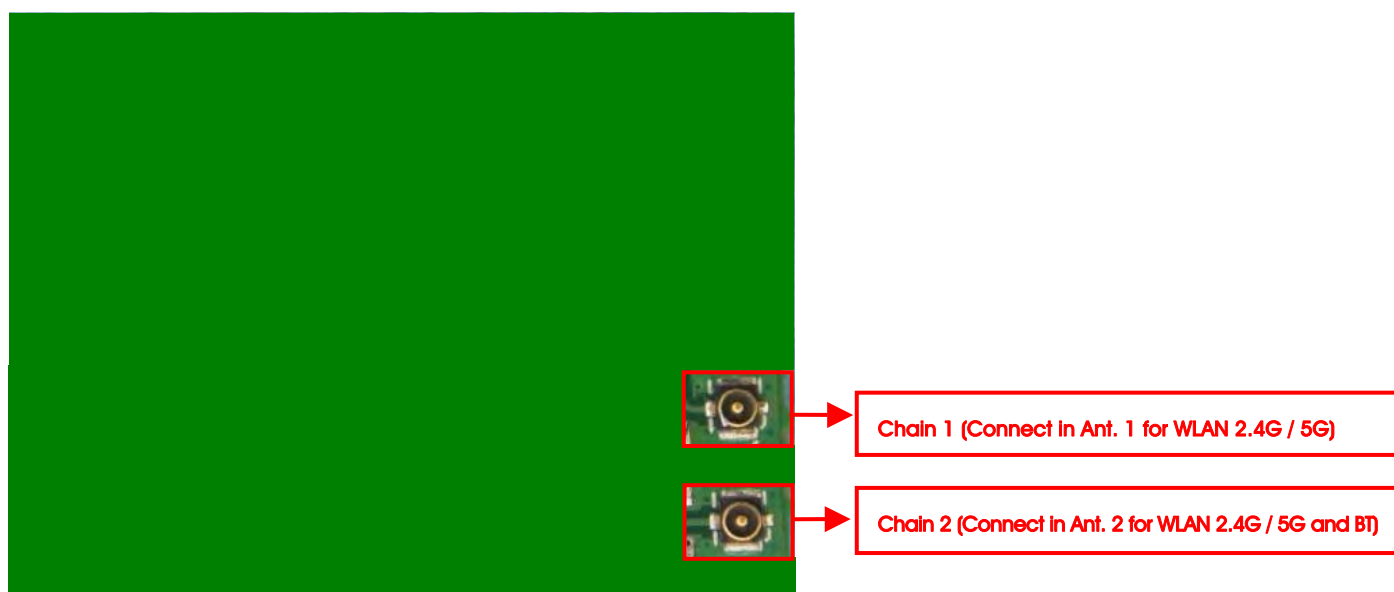 Chain 1 (Connect in Ant. 1 for WLAN 2.4G / 5G)
Chain 2 (Connect in Ant. 2 for WLAN 2.4G / 5G and BT)